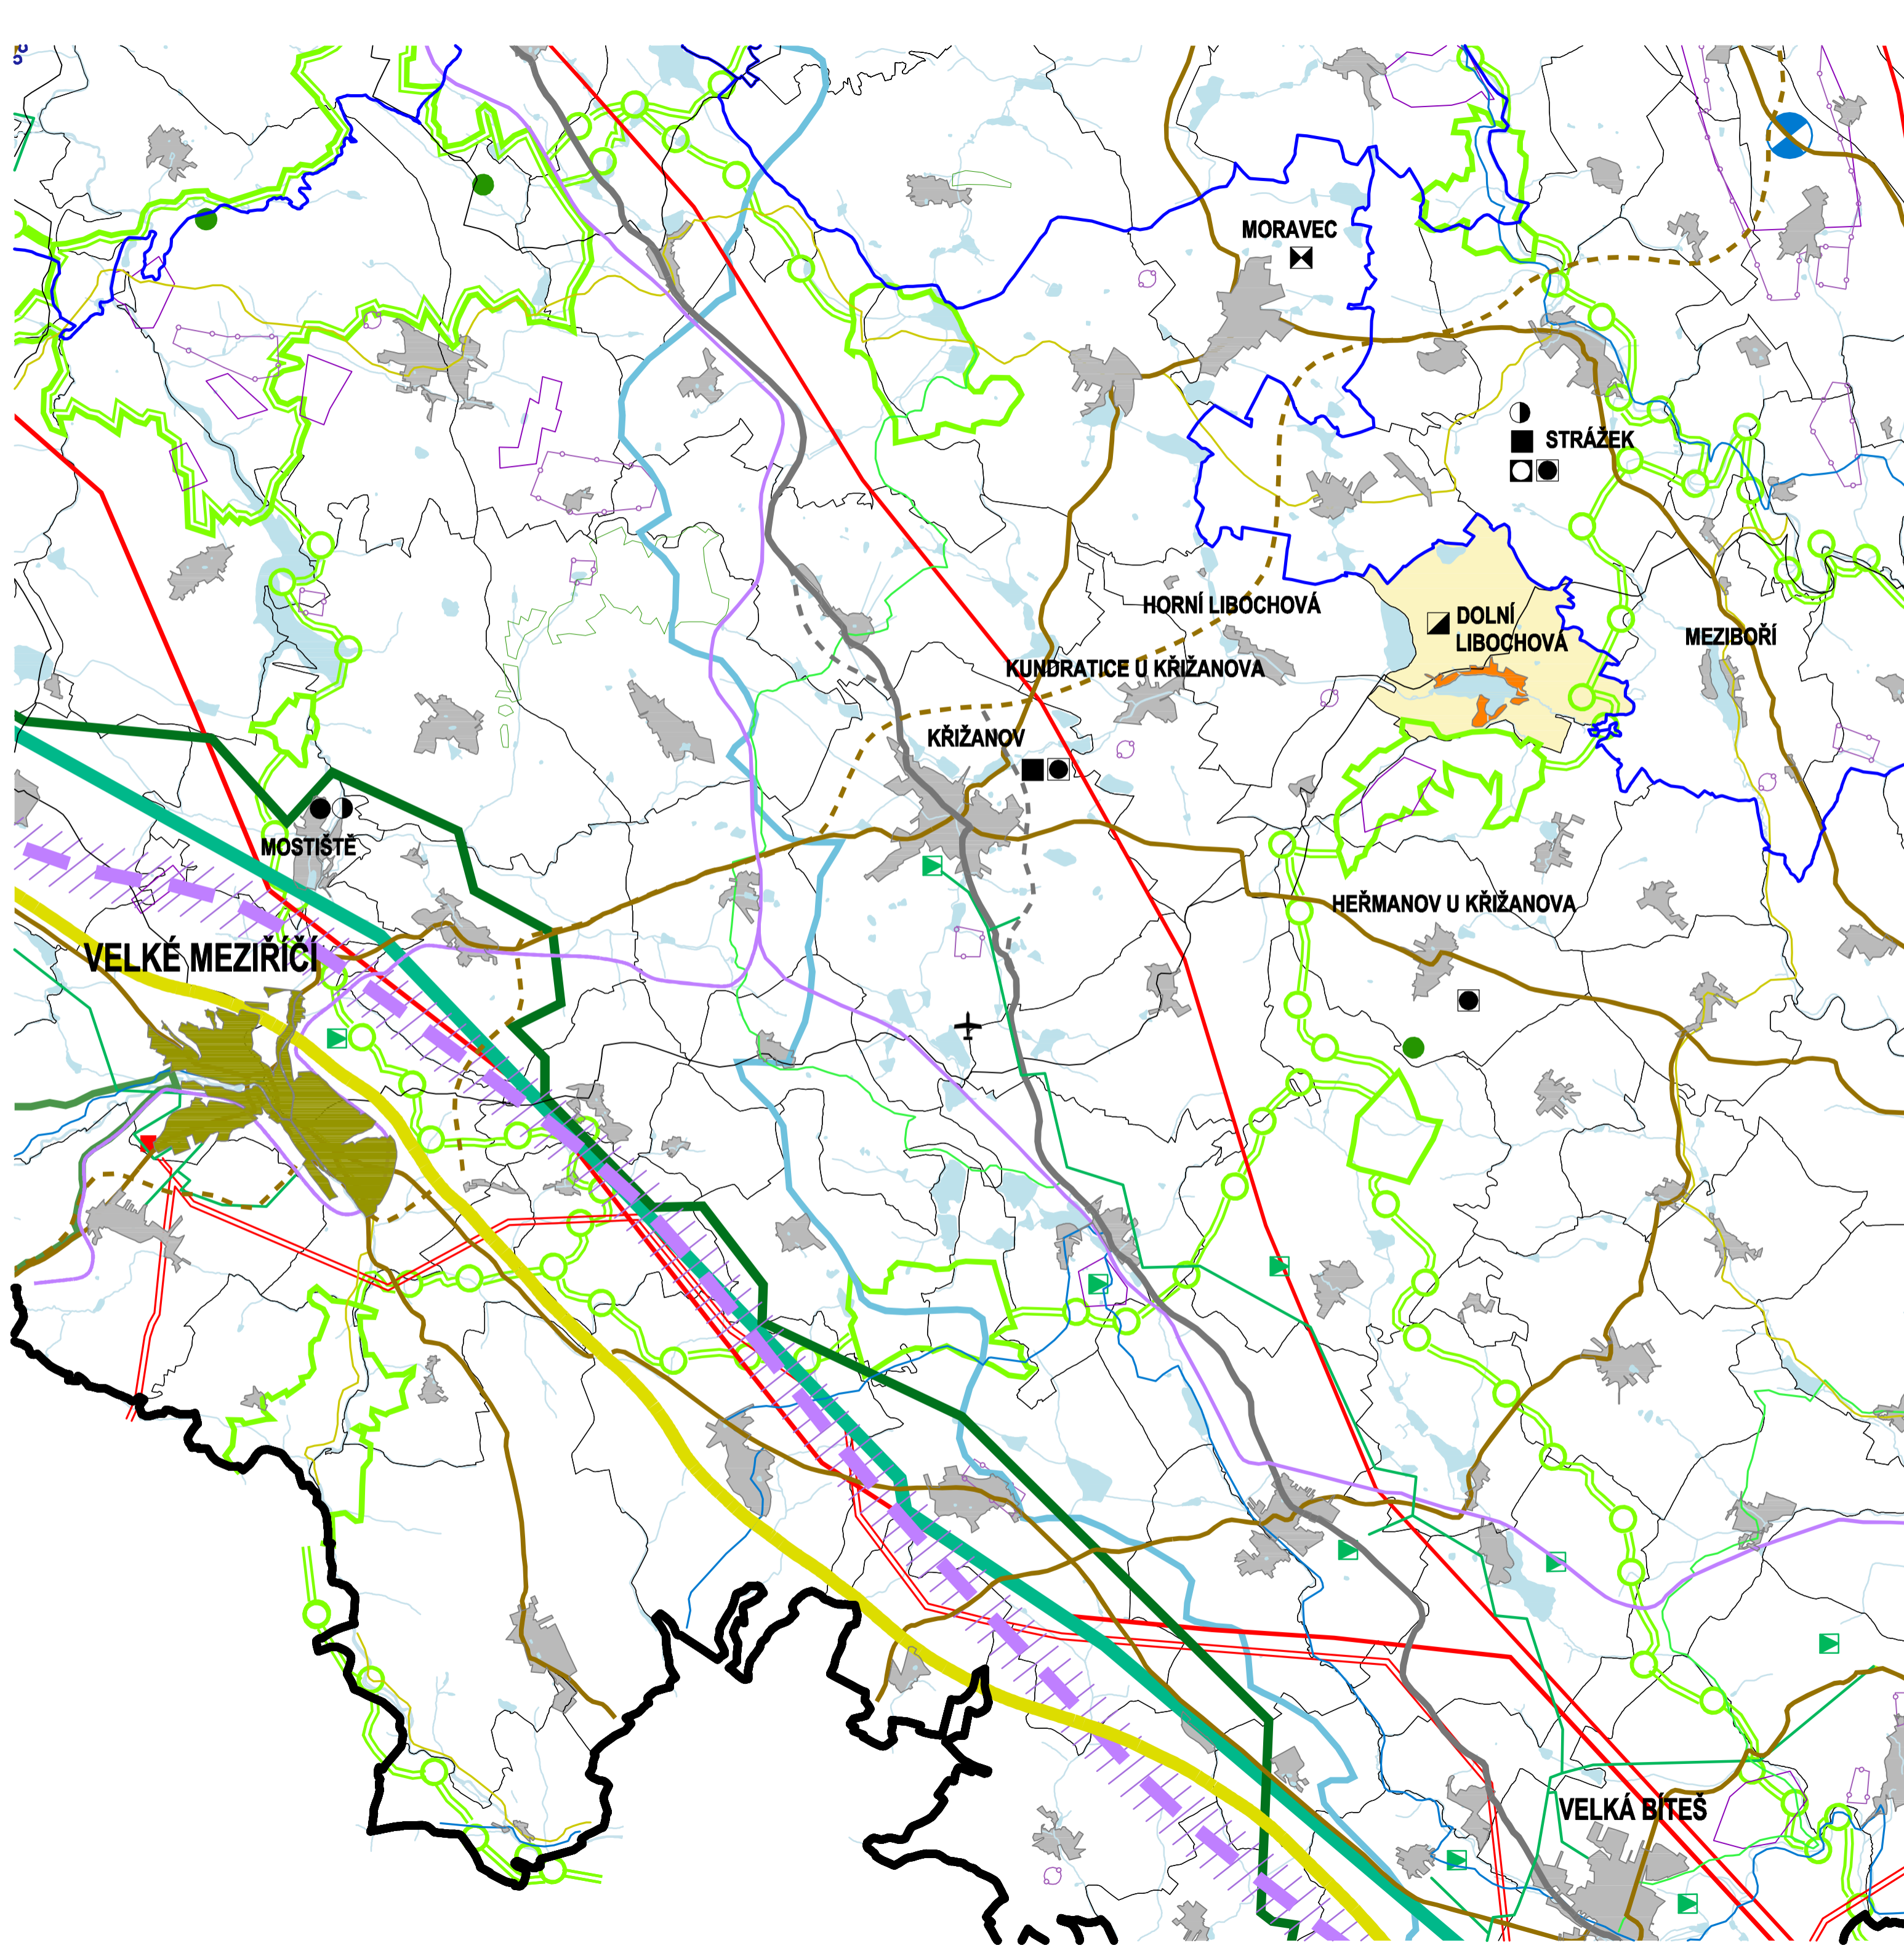 MORAVEC
STRÁŽEK
HORNÍ LIBOCHOVÁ
DOLNÍ
LIBOCHOVÁ
MEZIBOŘÍ
KUNDRATICE U KŘIŽANOVA
KŘIŽANOV
MOSTIŠTĚ
HEŘMANOV U KŘIŽANOVA
VELKÉ MEZIŘÍČÍ
VELKÁ BÍTEŠ